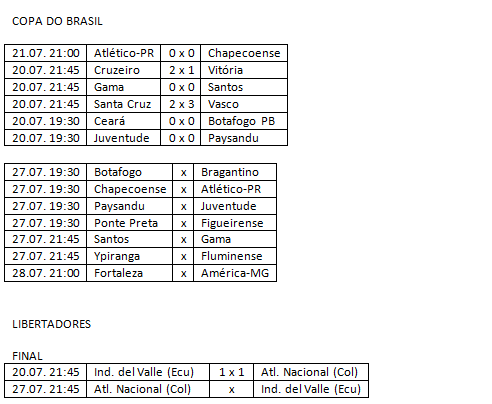 COPA DO BRASIL
21.07. 21:00 Atlético-PR 0 x 0 Chapecoense
20.07. 21:45 Cruzeiro 2 x 1 Vitória
20.07. 21:45 Gama 0 x 0 Santos
20.07. 21:45 Santa Cruz 2 x 3 Vasco
20.07. 19:30 Ceará 0 x 0 Botafogo PB
20.07. 19:30 Juventude 0 x 0 Paysandu
27.07. 19:30 Botafogo x Bragantino
27.07. 19:30 Chapecoense x Atlético-PR
27.07. 19:30 Paysandu x Juventude
27.07. 19:30 Ponte Preta x Figueirense
27.07. 21:45 Santos x Gama
27.07. 21:45 Ypiranga x Fluminense
28.07. 21:00 Fortaleza x América-MG
LIBERTADORES
FINAL
20.07. 21:45 Ind. del Valle (Ecu) 1 x 1 Atl. Nacional (Col)
27.07. 21:45 Atl. Nacional (Col) x Ind. del Valle (Ecu)